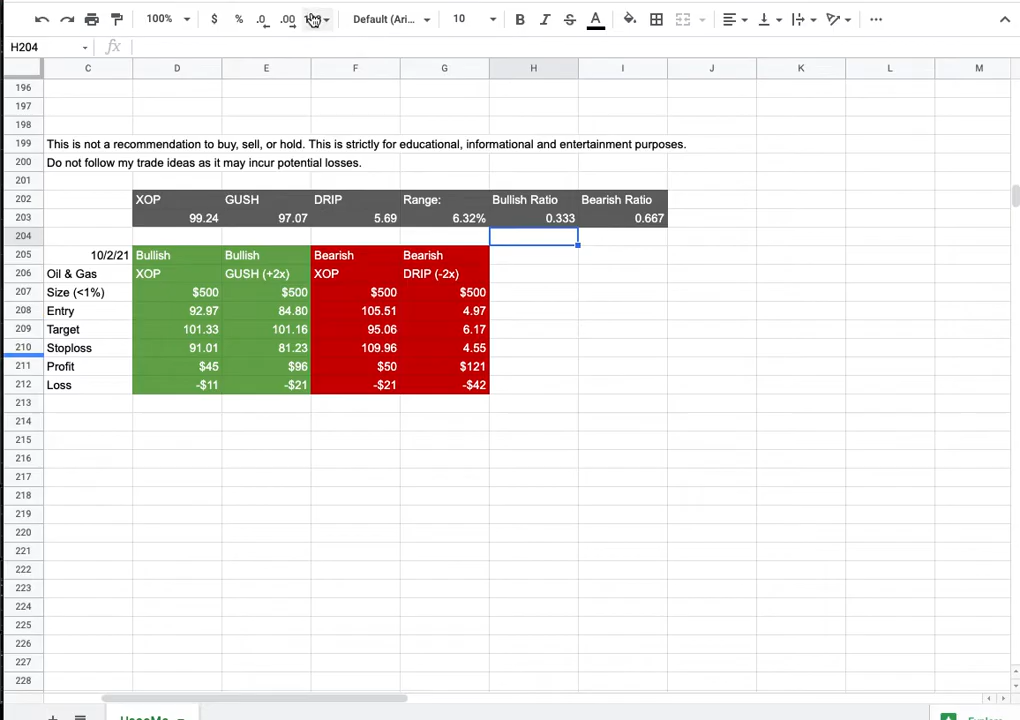 100% $ % .0 .00 Default (Ari... 10 B I S A
H204 fx
C D E F G H I J K L M
196
197
198
199 This is not a recommendation to buy, sell, or hold. This is strictly for educational, informational and entertainment purposes.
200 Do not follow my trade ideas as it may incur potential losses.
201
202 XOP GUSH DRIP Range: Bullish Ratio Bearish Ratio
203 99.24 97.07 5.69 6.32% 0.333 0.667
204
205 10/2/21 Bullish Bullish Bearish Bearish
206 Oil & Gas XOP GUSH (+2x) XOP DRIP (-2x)
207 Size (<1%) $500 $500 $500 $500
208 Entry 92.97 84.80 105.51 4.97
209 Target 101.33 101.16 95.06 6.17
210 Stoploss 91.01 81.23 109.96 4.55
211 Profit $45 $96 $50 $121
212 Loss -$11 -$21 -$21 -$42
213
214
215
216
217
218
219
220
221
222
223
224
225
226
227
228